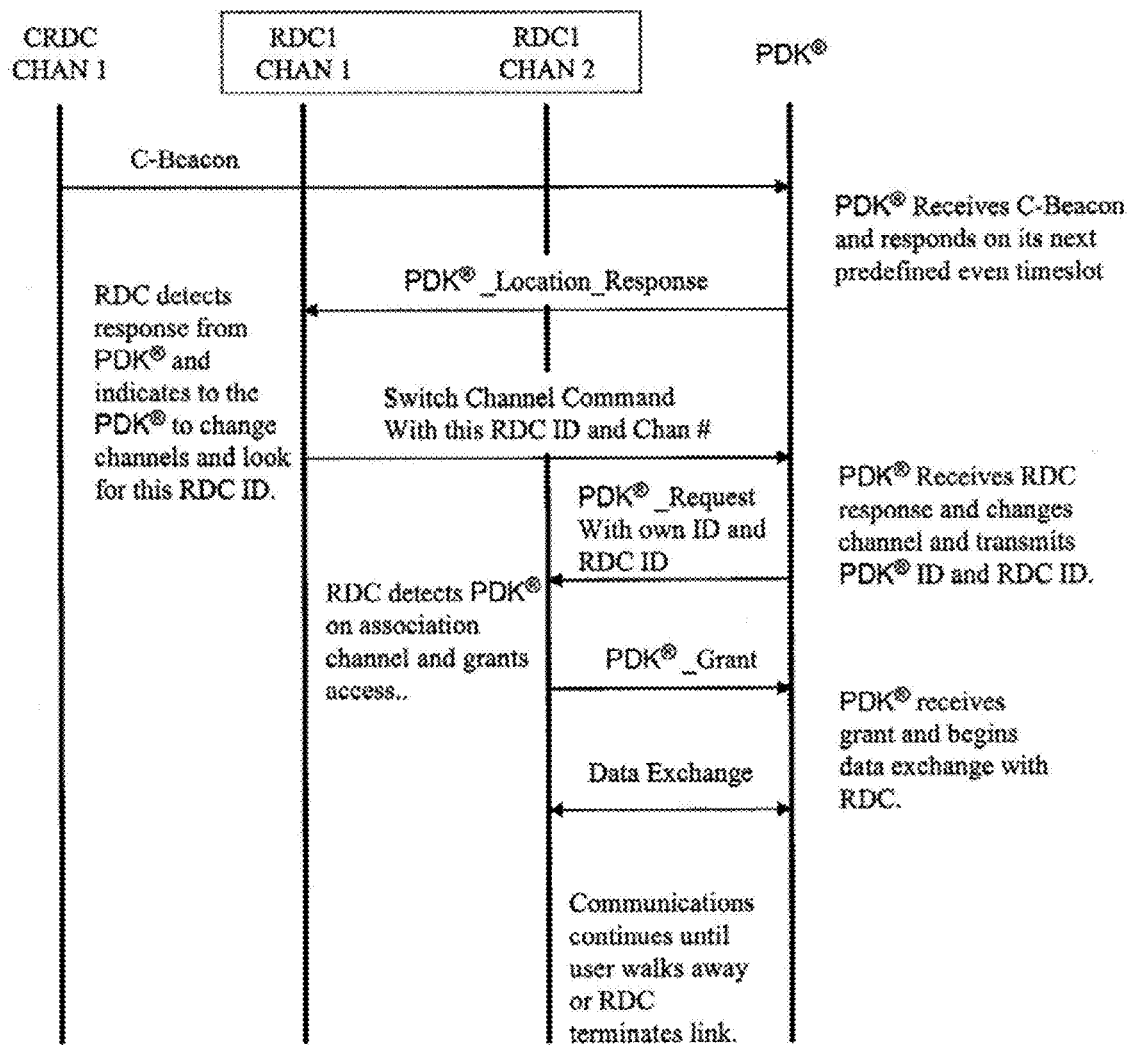 CRDC
CHAN 1
RDC1
CHAN 1
RDC1
CHAN 2
PDK®
C-Beacon
PDK® Receives C-Beacon
and responds on its next
predefined even timeslot
PDK® _Location_Response
RDC detects
response from
PDK® and
indicates to the
PDK® to change
channels and look
for this RDC ID.
Switch Channel Command
With this RDC ID and Chan #
PDK® Receives RDC
response and changes
channel and transmits
PDK® ID and RDC ID.
PDK® _Request
With own ID and
RDC ID
RDC detects PDK®
on association
channel and grants
access..
PDK® _Grant
PDK® receives
grant and begins
data exchange with
RDC.
Data Exchange
Communications
continues until
user walks away
or RDC
terminates link.